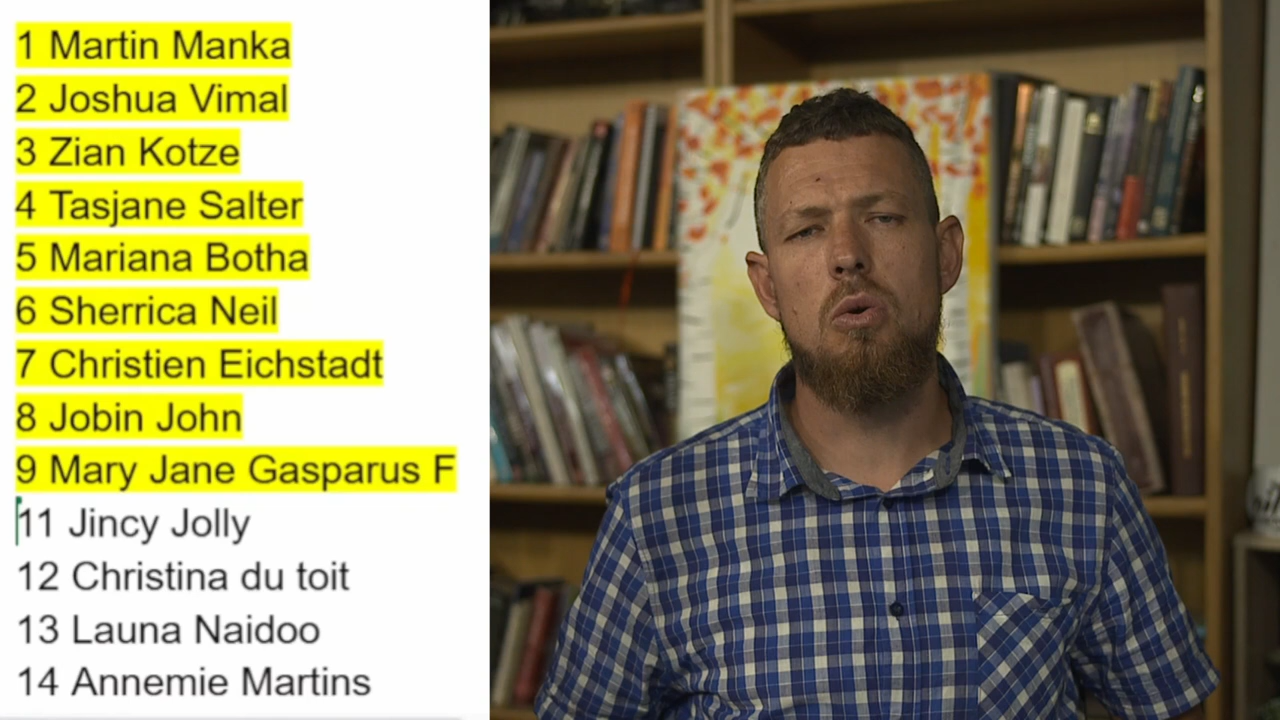 1 Martin Manka
2 Joshua Vimal
3 Zian Kotze
4 Tasjane Salter
5 Mariana Botha
6 Sherrica Neil
7 Christien Eichstadt
8 Jobin John
9 Mary Jane Gasparus F
11 Jincy Jolly
12 Christina du toit
13 Launa Naidoo
14 Annemie Martins